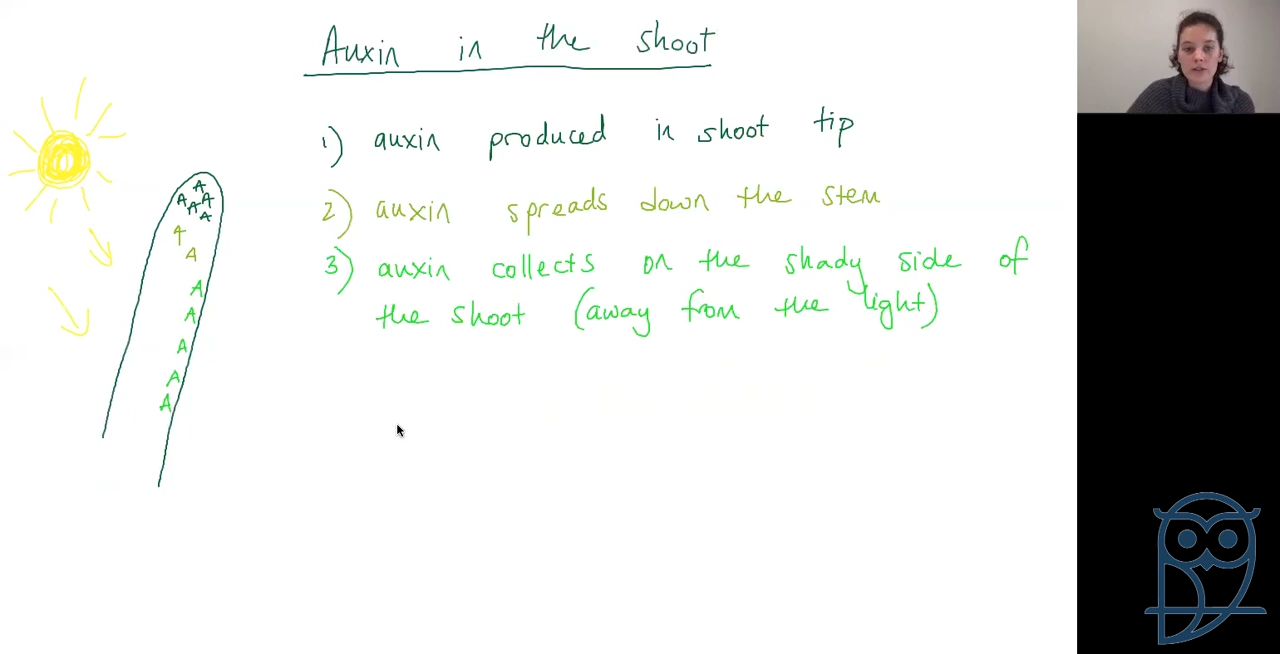 Auxin in the shoot
1) auxin produced in shoot tip
2) auxin spreads down the stem
3) auxin collects on the shady side of
the shoot (away from the light)
A
A A
A
A
A
A
A
A
A
A
A